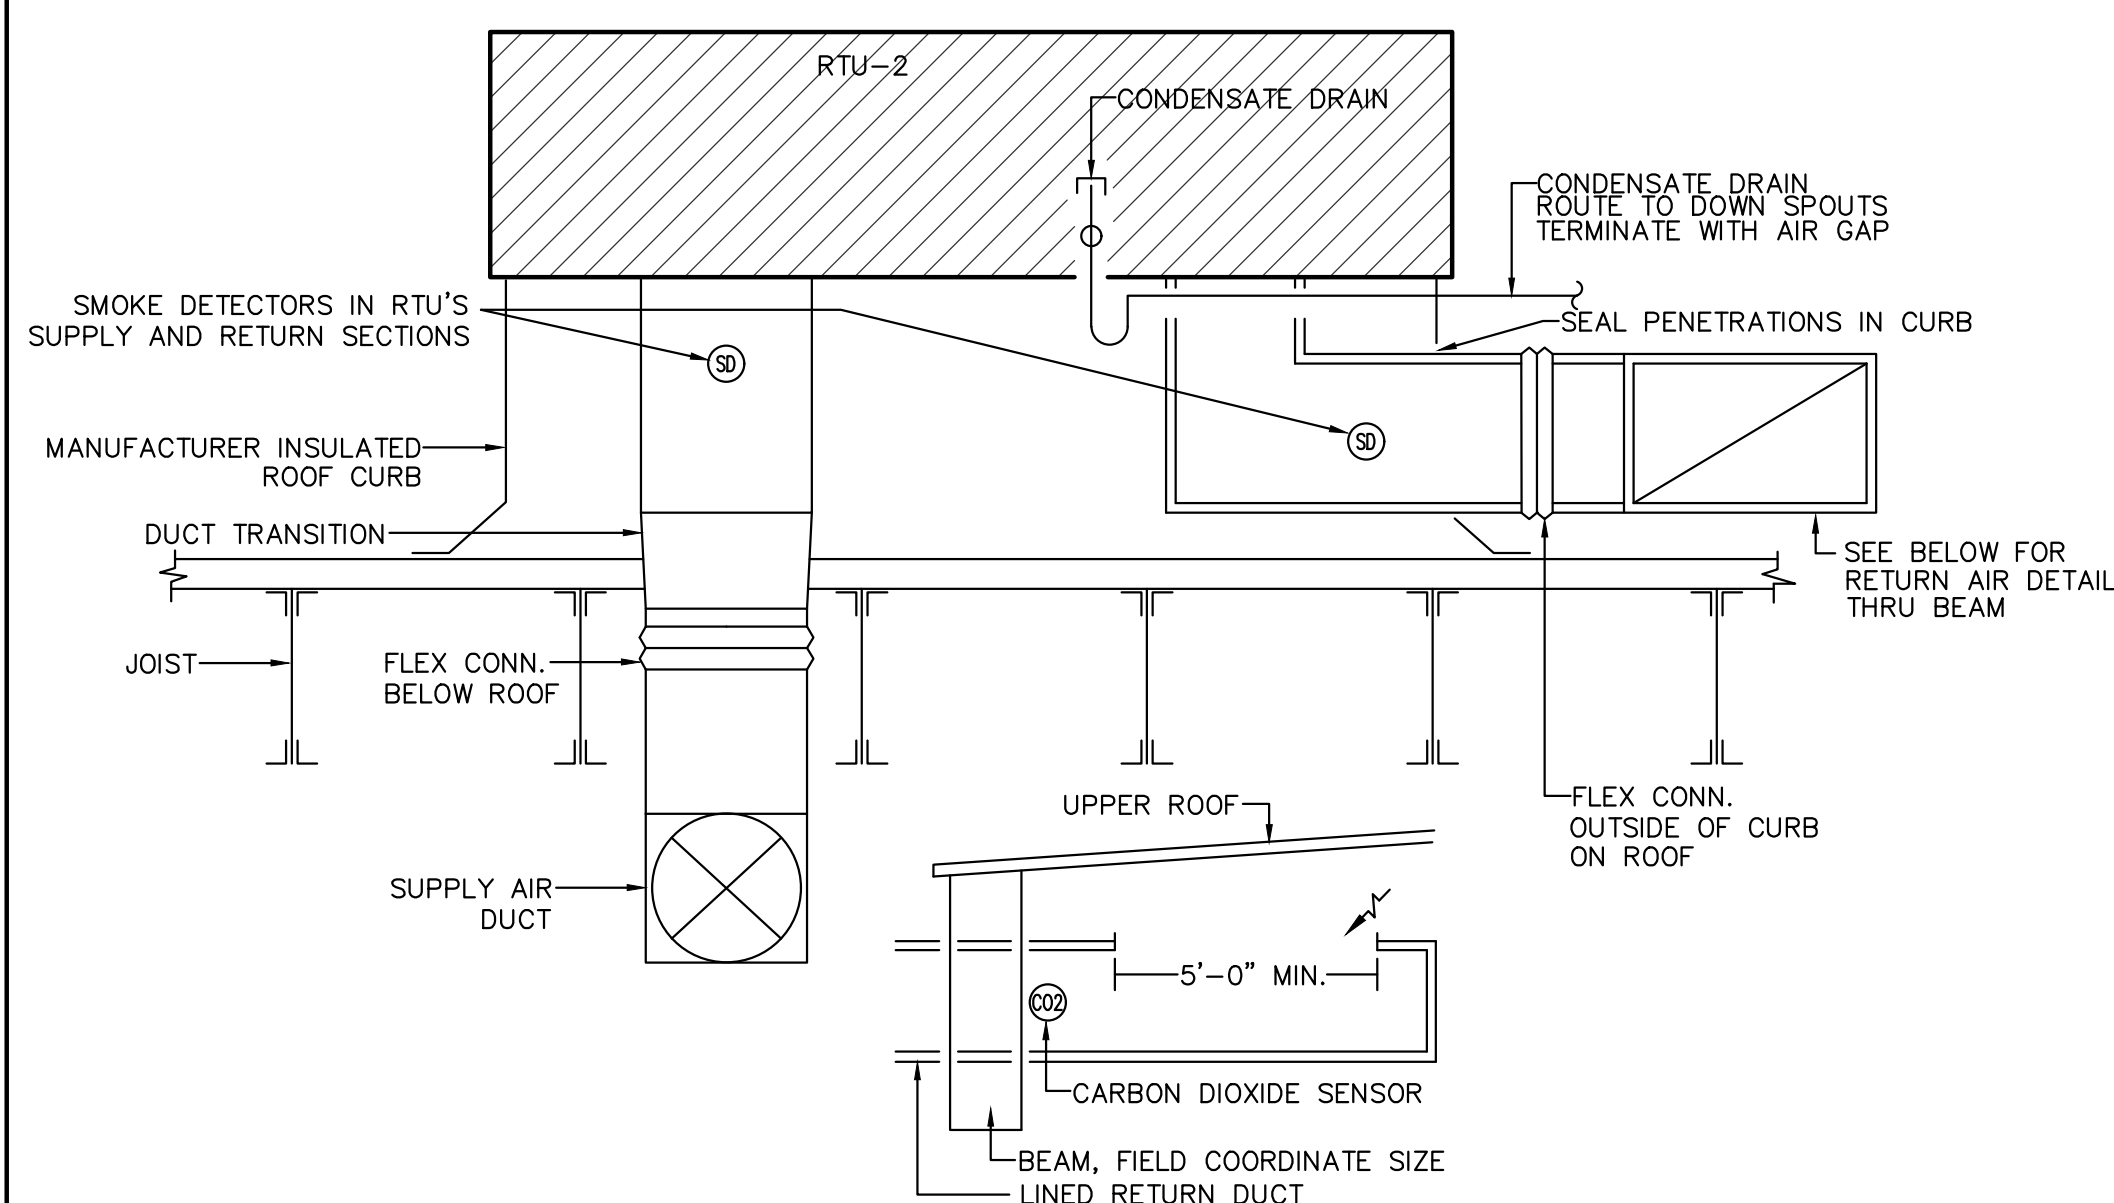 RTU-2
CONDENSATE DRAIN
CONDENSATE DRAIN
ROUTE TO DOWN SPOUTS
TERMINATE WITH AIR GAP
SMOKE DETECTORS IN RTU'S
SUPPLY AND RETURN SECTIONS
SEAL PENETRATIONS IN CURB
SD
SD
MANUFACTURER INSULATED
ROOF CURB
DUCT TRANSITION
SEE BELOW FOR
RETURN AIR DETAIL
THRU BEAM
JOIST
FLEX CONN.
BELOW ROOF
UPPER ROOF
FLEX CONN.
OUTSIDE OF CURB
ON ROOF
SUPPLY AIR
DUCT
5'-0" MIN.
CO2
CARBON DIOXIDE SENSOR
BEAM, FIELD COORDINATE SIZE
LINED RETURN DUCT